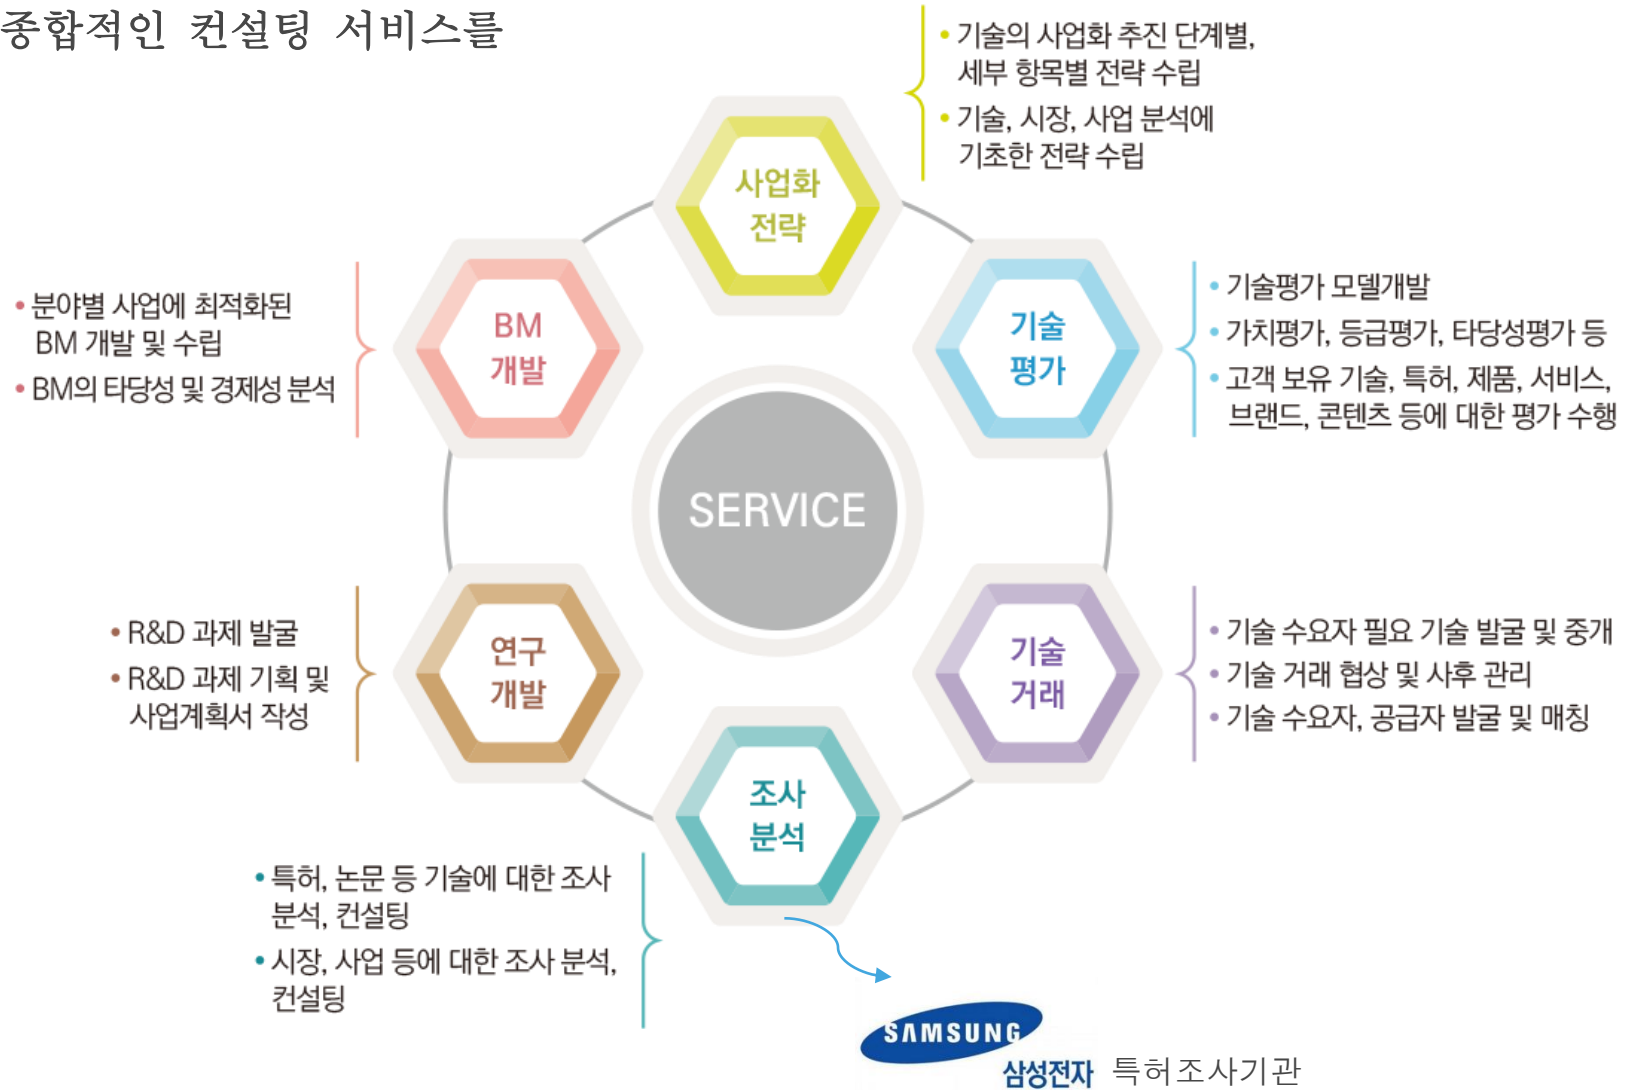 종합적인 컨설팅 서비스를
• 기술의 사업화 추진 단계별,
세부 항목별 전략 수립
• 기술, 시장, 사업 분석에
기초한 전략 수립
사업화
전략
• 분야별 사업에 최적화된
BM 개발 및 수립
• BM의 타당성 및 경제성 분석
BM
개발
기술
평가
• 기술평가 모델개발
• 가치평가, 등급평가, 타당성평가 등
• 고객 보유 기술, 특허, 제품, 서비스,
브랜드, 콘텐츠 등에 대한 평가 수행
SERVICE
• R&D 과제 발굴
• R&D 과제 기획 및
사업계획서 작성
연구
개발
기술
거래
• 기술 수요자 필요 기술 발굴 및 중개
• 기술 거래 협상 및 사후 관리
• 기술 수요자, 공급자 발굴 및 매칭
조사
분석
• 특허, 논문 등 기술에 대한 조사
분석, 컨설팅
• 시장, 사업 등에 대한 조사 분석,
컨설팅
SAMSUNG
삼성전자 특허조사기관